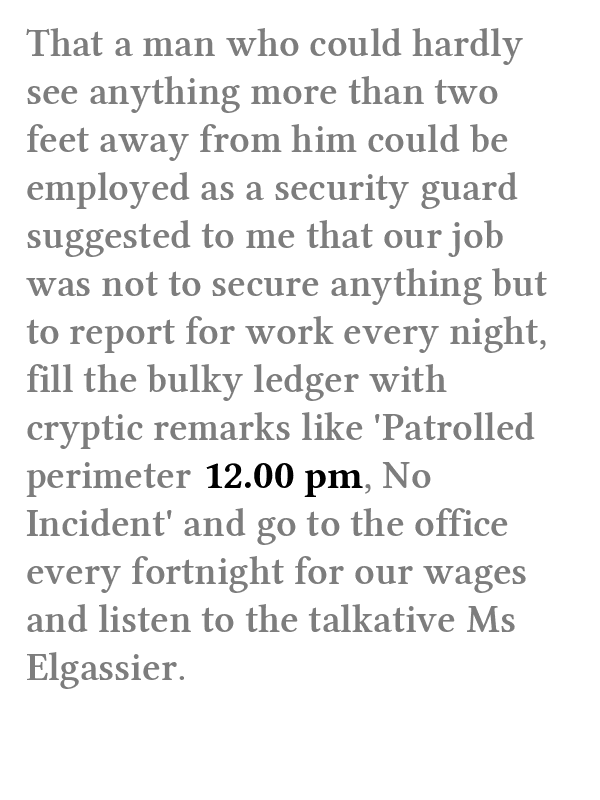 That a man who could hardly
see anything more than two
feet away from him could be
employed as a security guard
suggested to me that our job
was not to secure anything but
to report for work every night,
fill the bulky ledger with
cryptic remarks like 'Patrolled
perimeter 12.00 pm, No
Incident' and go to the office
every fortnight for our wages
and listen to the talkative Ms
Elgassier.